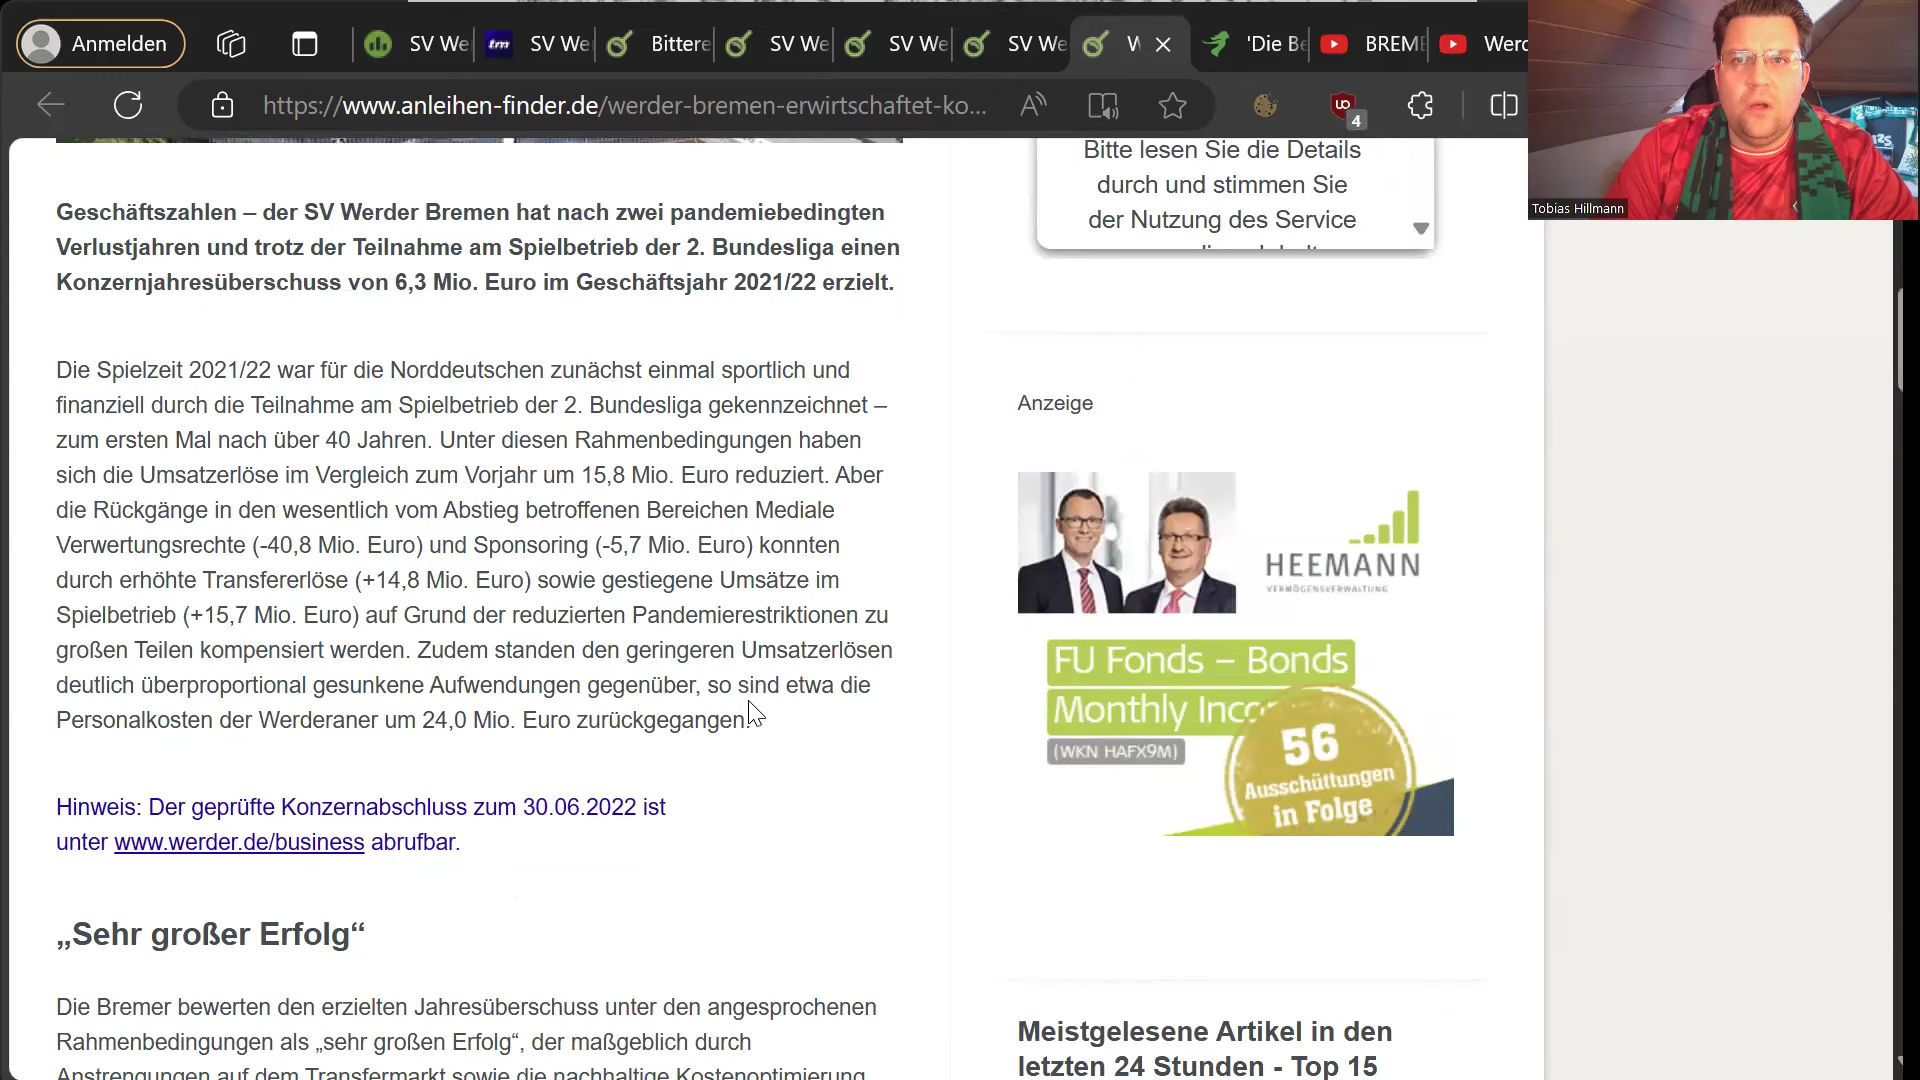 Anmelden
SV We
tm
SV We
Bittere
SV We
SV We
SV We
W
'Die Be
BREM
Werd
https://www.anleihen-finder.de/werder-bremen-erwirtschaftet-ko...
4
Tobias Hillmann
Geschäftszahlen – der SV Werder Bremen hat nach zwei pandemiebedingten
Verlustjahren und trotz der Teilnahme am Spielbetrieb der 2. Bundesliga einen
Konzernjahresüberschuss von 6,3 Mio. Euro im Geschäftsjahr 2021/22 erzielt.
Die Spielzeit 2021/22 war für die Norddeutschen zunächst einmal sportlich und
finanziell durch die Teilnahme am Spielbetrieb der 2. Bundesliga gekennzeichnet –
zum ersten Mal nach über 40 Jahren. Unter diesen Rahmenbedingungen haben
sich die Umsatzerlöse im Vergleich zum Vorjahr um 15,8 Mio. Euro reduziert. Aber
die Rückgänge in den wesentlich vom Abstieg betroffenen Bereichen Mediale
Verwertungsrechte (-40,8 Mio. Euro) und Sponsoring (-5,7 Mio. Euro) konnten
durch erhöhte Transfererlöse (+14,8 Mio. Euro) sowie gestiegene Umsätze im
Spielbetrieb (+15,7 Mio. Euro) auf Grund der reduzierten Pandemierestriktionen zu
großen Teilen kompensiert werden. Zudem standen den geringeren Umsatzerlösen
deutlich überproportional gesunkene Aufwendungen gegenüber, so sind etwa die
Personalkosten der Werderaner um 24,0 Mio. Euro zurückgegangen.
Hinweis: Der geprüfte Konzernabschluss zum 30.06.2022 ist
unter www.werder.de/business abrufbar.
„Sehr großer Erfolg“
Die Bremer bewerten den erzielten Jahresüberschuss unter den angesprochenen
Rahmenbedingungen als „sehr großen Erfolg“, der maßgeblich durch
Anstrengungen auf dem Transfermarkt sowie die nachhaltige Kostenoptimierung
Bitte lesen Sie die Details
durch und stimmen Sie
der Nutzung des Service
Anzeige
HEEMANN
VERMÖGENSVERWALTUNG
FU Fonds – Bonds
Monthly Inco
(WKN HAFX9M)
56
Ausschüttungen
in Folge
Meistgelesene Artikel in den
letzten 24 Stunden - Top 15